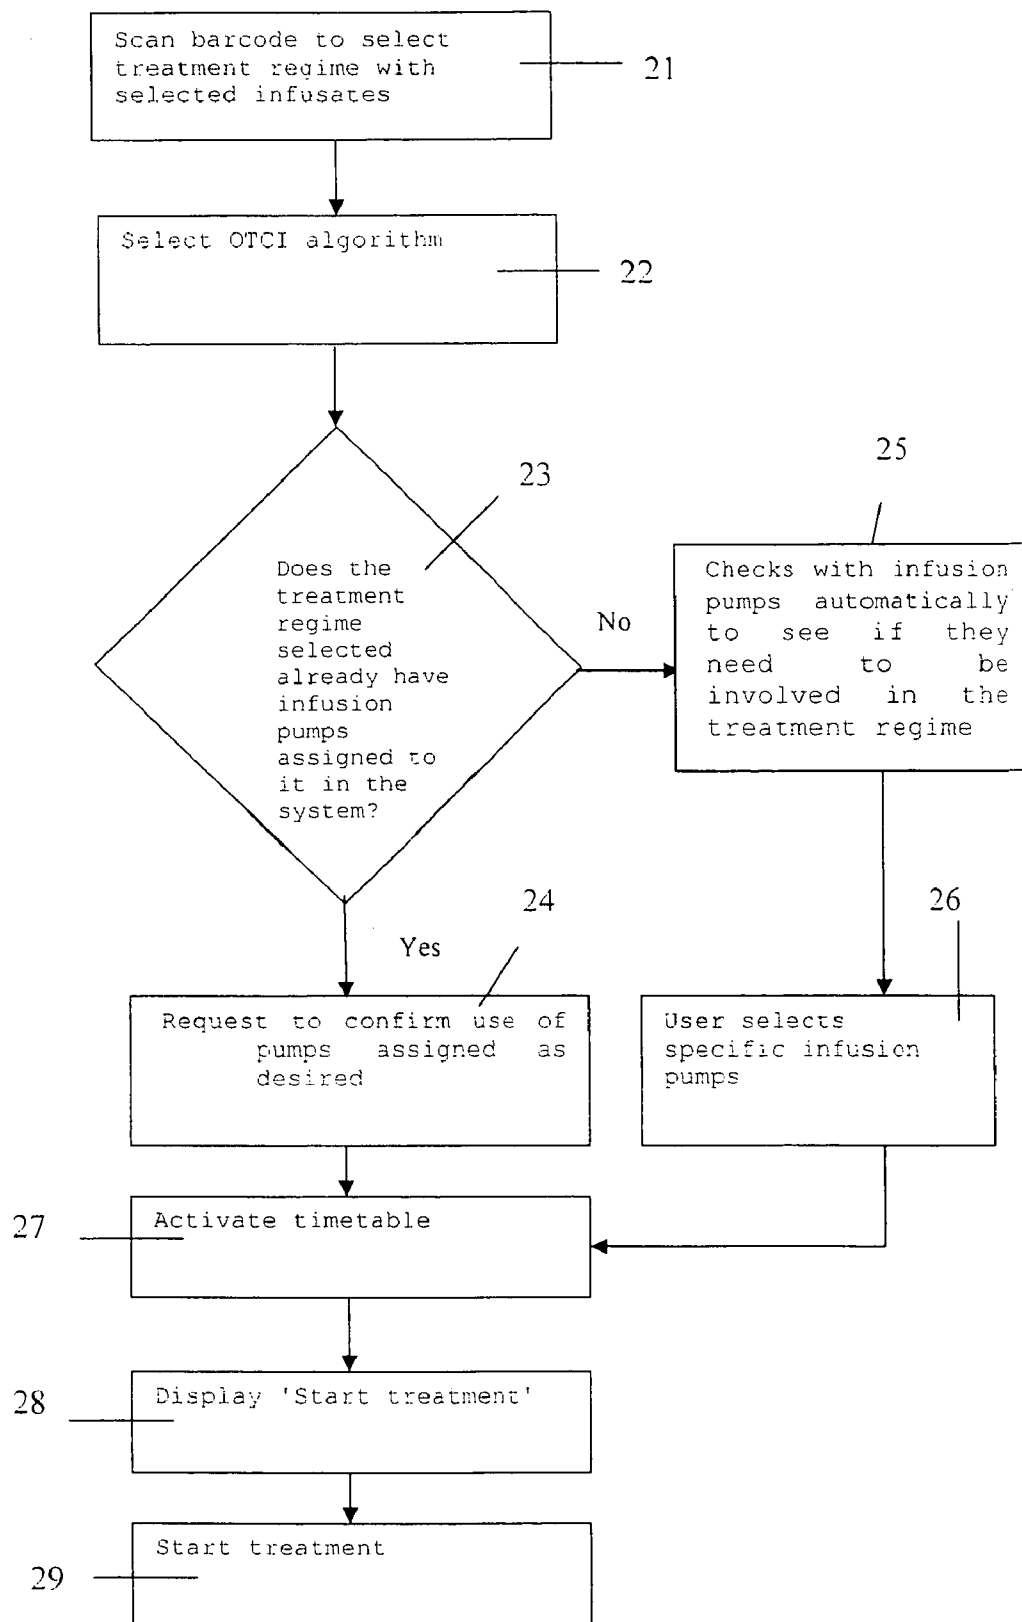 Scan barcode to select
treatment regime with
selected infusates
21
Select OTCI algorithm
22
23
Does the
treatment
regime
selected
already have
infusion
pumps
assigned to
it in the
system?
No
25
Checks with infusion
pumps automatically
to see if they
need to be
involved in the
treatment regime
Yes
24
Request to confirm use of
pumps assigned as
desired
26
User selects
specific infusion
pumps
27
Activate timetable
28
Display 'Start treatment'
29
Start treatment